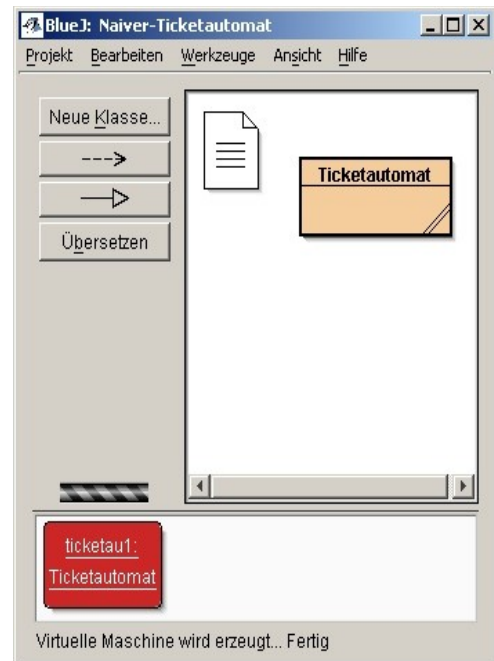 BlueJ: Naiver-Ticketautomat
Projekt Bearbeiten Werkzeuge Ansicht Hilfe
Neue Klasse...
Ticketautomat
Übersetzen
ticketau1:
Ticketautomat
Virtuelle Maschine wird erzeugt... Fertig